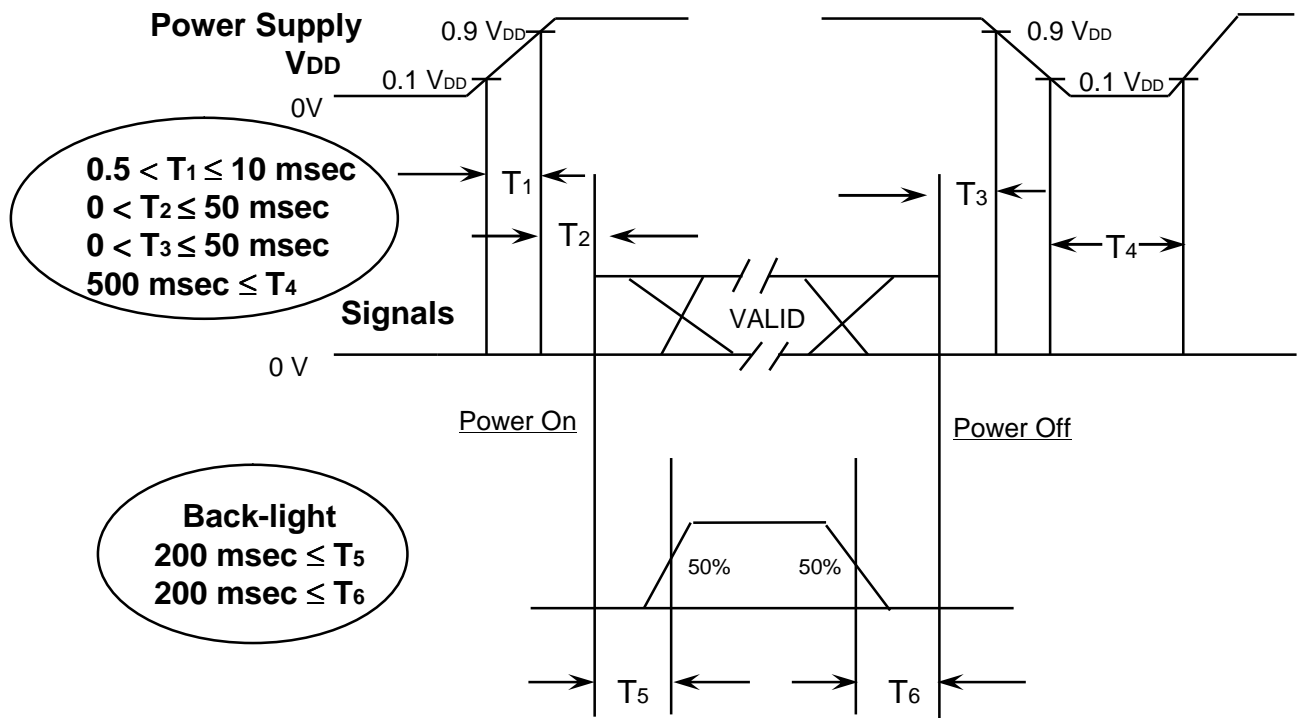 Power Supply
VDD
0.9 VDD
0.1 VDD
0V
0.9 VDD
0.1 VDD
0.5 < T1 ≤ 10 msec
0 < T2 ≤ 50 msec
0 < T3 ≤ 50 msec
500 msec ≤ T4
T1
T2
T3
T4
Signals
VALID
0 V
Power On
Power Off
Back-light
200 msec ≤ T5
200 msec ≤ T6
50%
50%
T5
T6